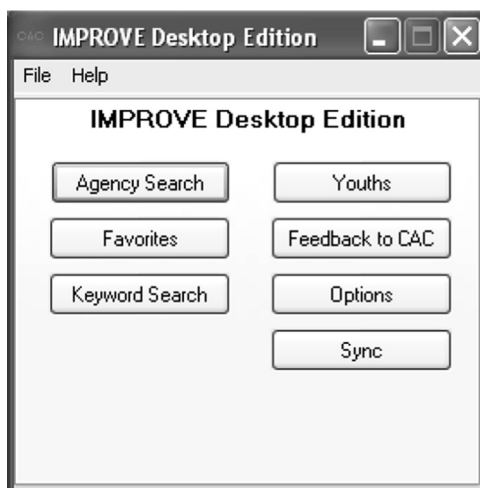 CAC IMPROVE Desktop Edition
File Help
IMPROVE Desktop Edition
Agency Search Youths
Favorites Feedback to CAC
Keyword Search Options
Sync